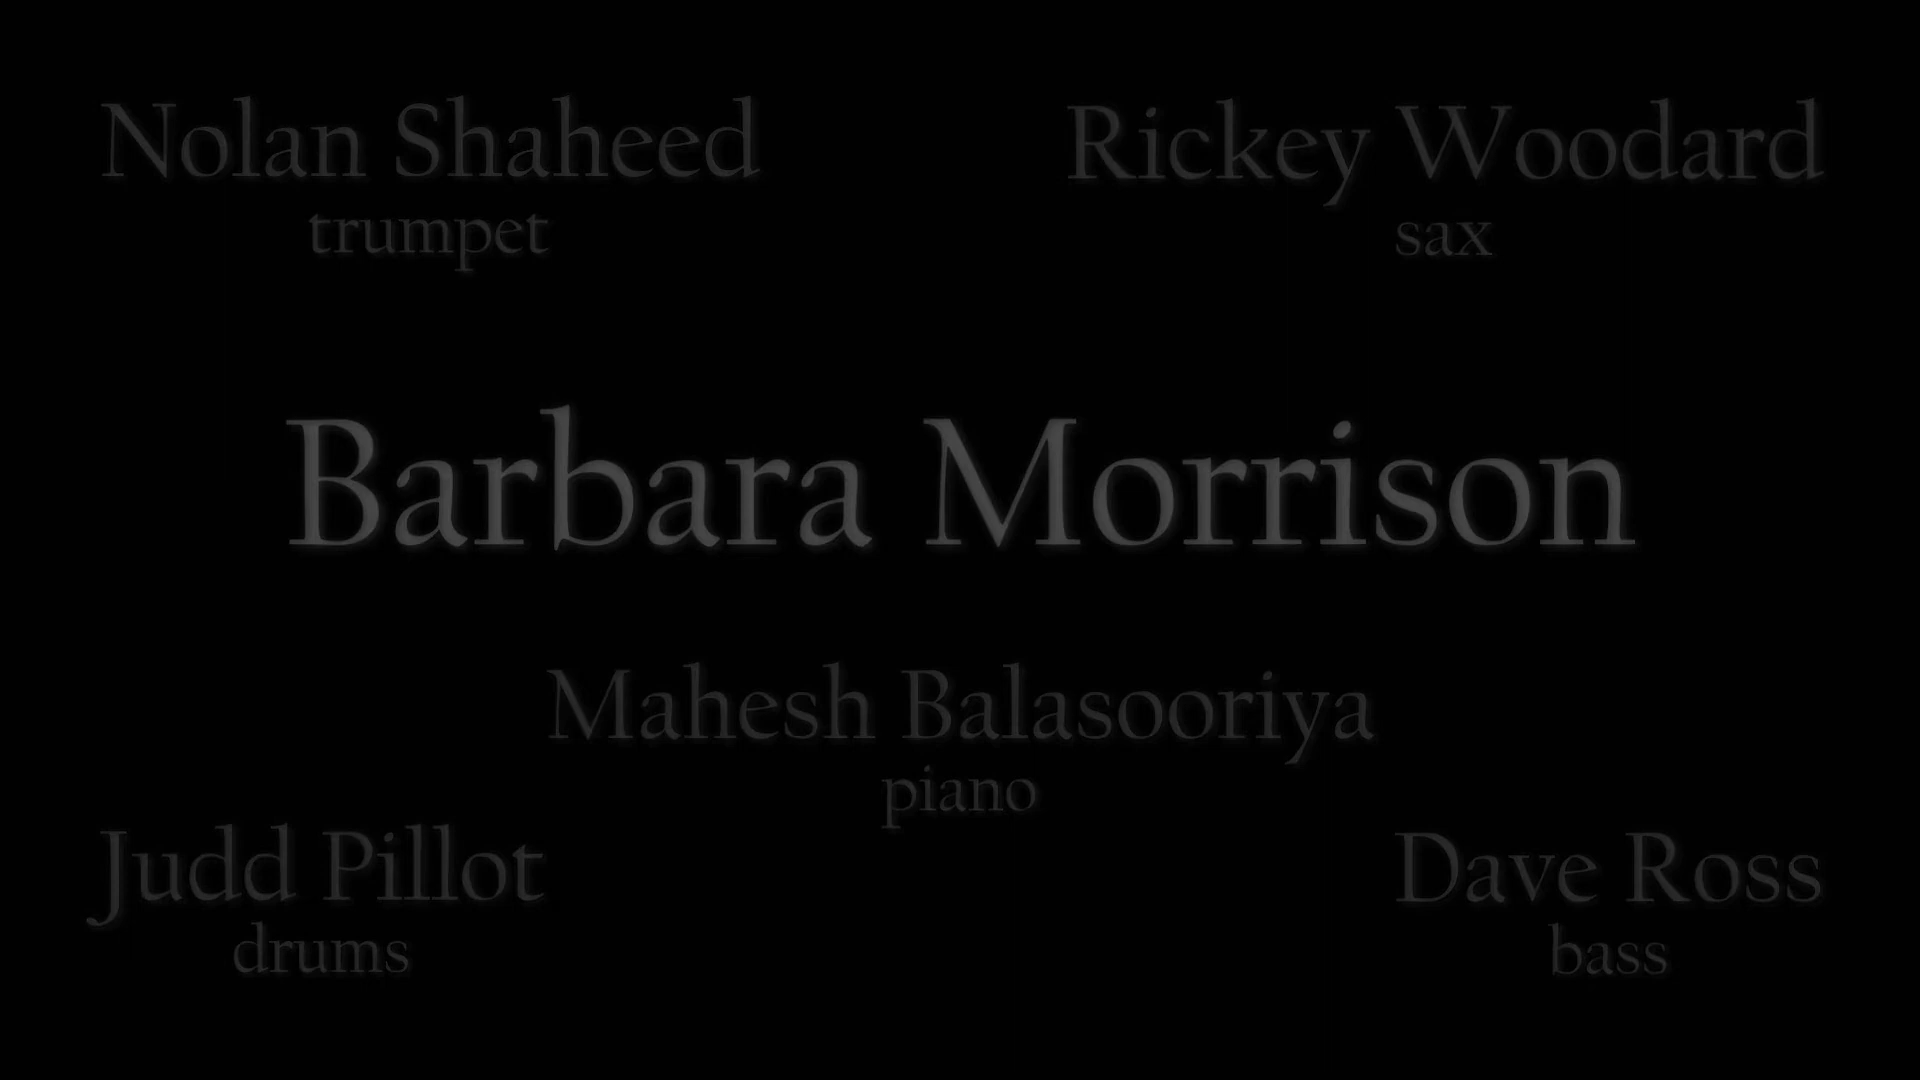 Nolan Shaheed
trumpet
Rickey Woodard
sax
Barbara Morrison
Mahesh Balasooriya
piano
Judd Pillot
drums
Dave Ross
bass